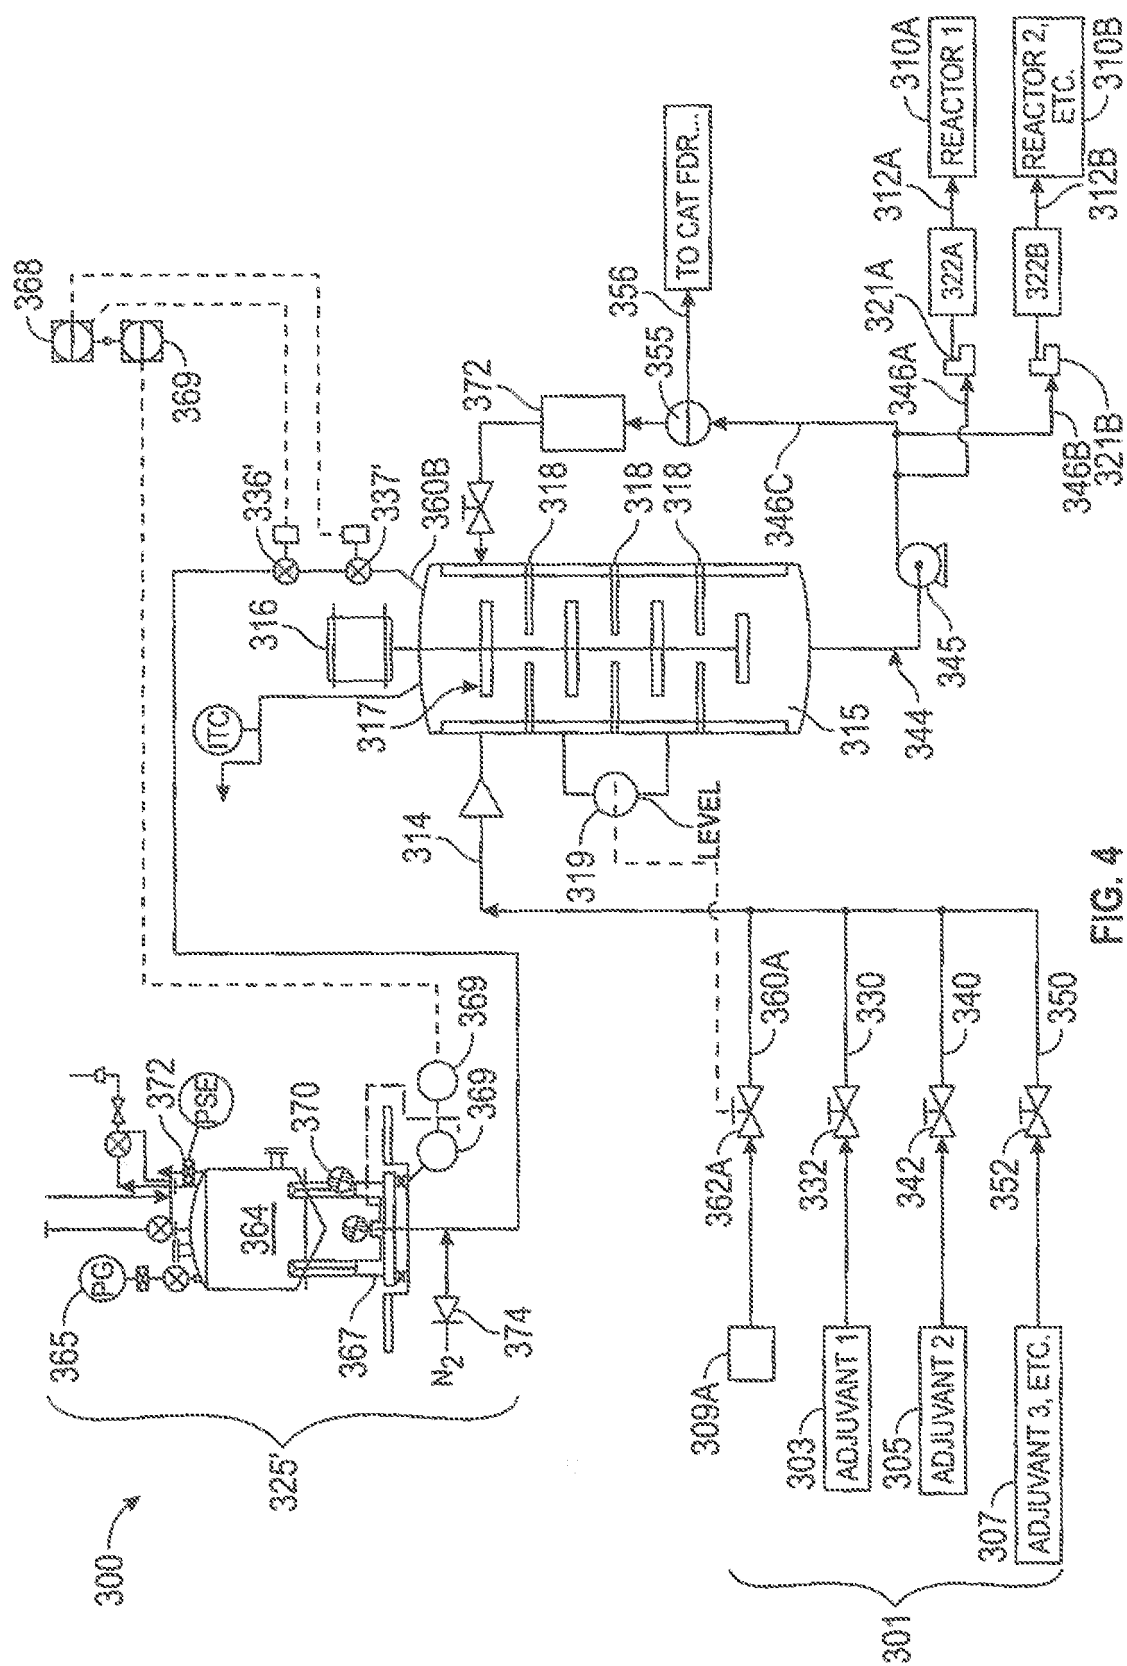 300
325'
365
PG
364
372
PSE
370
367
369
369
N2
374
368
369
336'
337'
360B
316
ITC
317
318
318
318
372
355
356
TO CAT FDR...
314
319
LEVEL
315
344
345
346C
346A
346B
321A
321B
322A
322B
312A
312B
310A
REACTOR 1
310B
REACTOR 2,
ETC.
301
309A
362A
360A
303
ADJUVANT 1
332
330
305
ADJUVANT 2
342
340
307
ADJUVANT 3, ETC.
352
350
FIG. 4